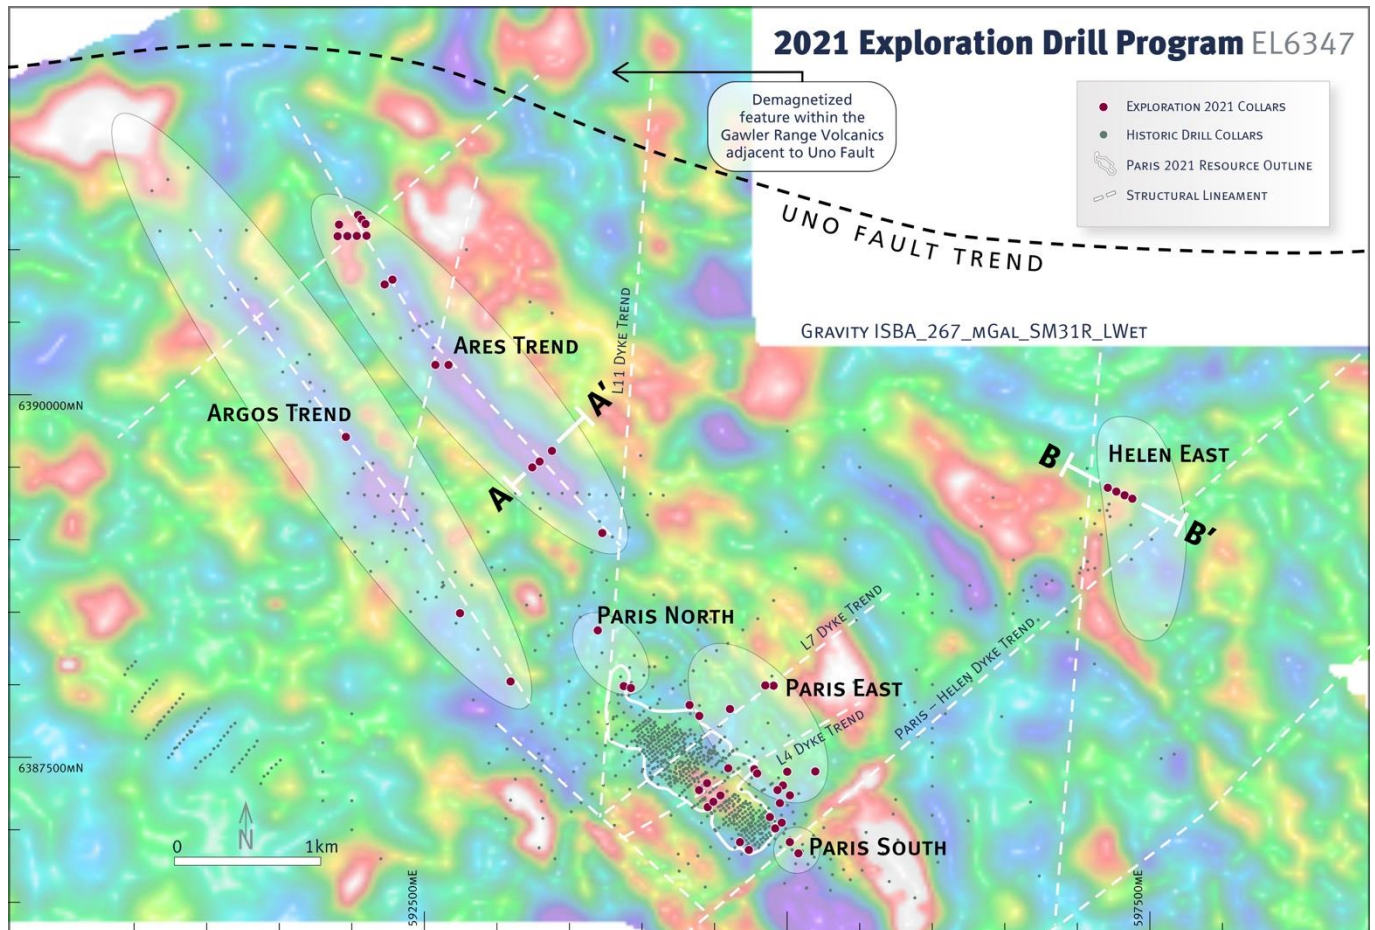 2021 Exploration Drill Program EL6347
Demagnetized
feature within the
Gawler Range Volcanics
adjacent to Uno Fault
Exploration 2021 Collars
Historic Drill Collars
Paris 2021 Resource Outline
Structural Lineament
UNO FAULT TREND
Gravity ISBA_267_mGal_SM31R_LWet
Ares Trend
L11 Dyke Trend
6390000mN
Argos Trend
A'
A
B
Helen East
B'
Paris North
L7 Dyke Trend
Paris East
Paris – Helen Dyke Trend
L4 Dyke Trend
6387500mN
N
0 1km
Paris South
592500mE
597500mE